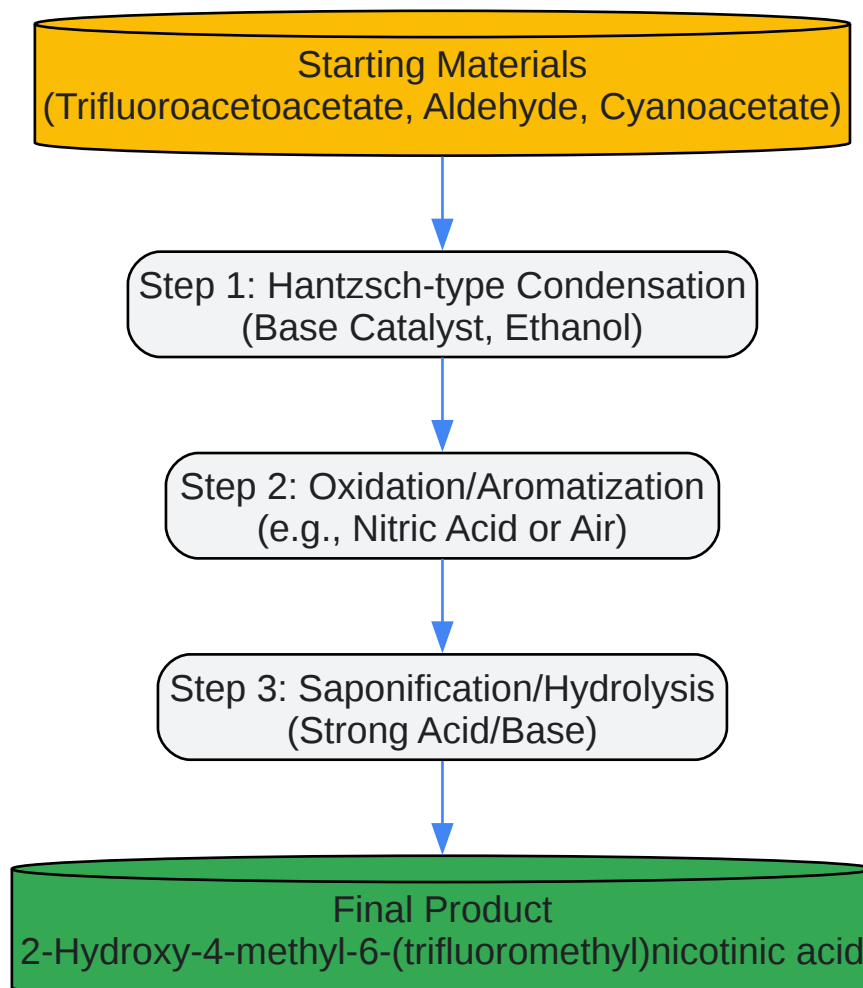 Starting Materials
(Trifluoroacetoacetate, Aldehyde, Cyanoacetate)
Step 1: Hantzsch-type Condensation
(Base Catalyst, Ethanol)
Step 2: Oxidation/Aromatization
(e.g., Nitric Acid or Air)
Step 3: Saponification/Hydrolysis
(Strong Acid/Base)
Final Product
2-Hydroxy-4-methyl-6-(trifluoromethyl)nicotinic acid